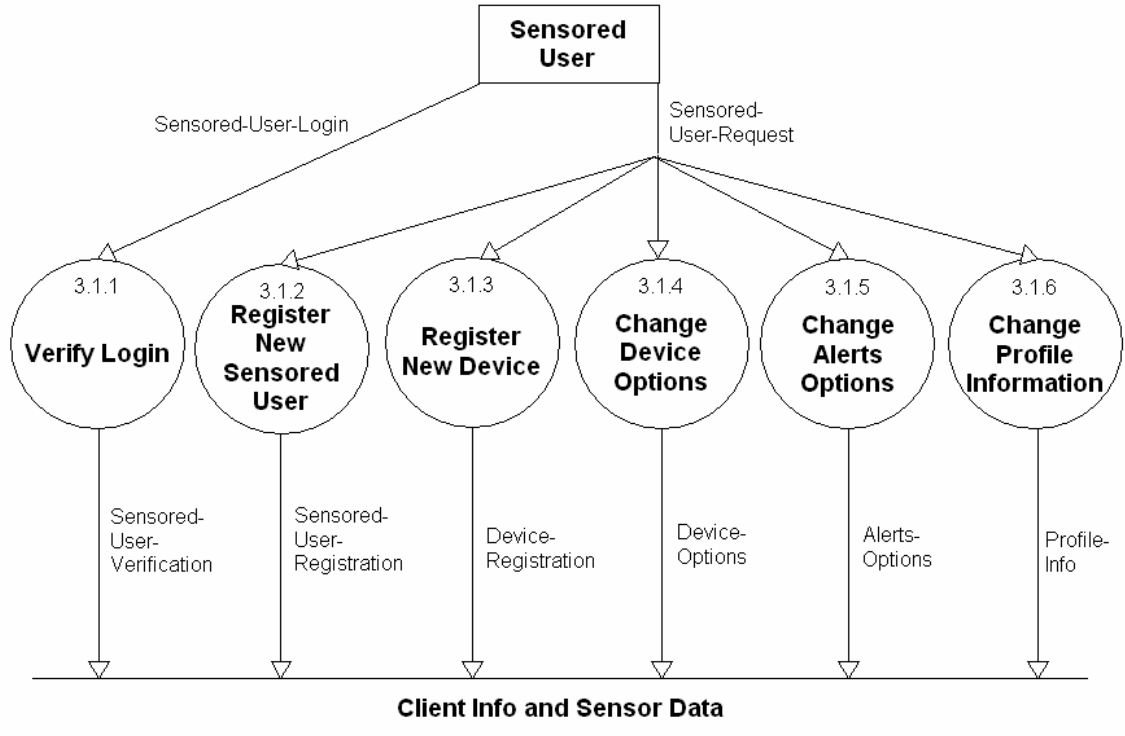 Sensored
User
Sensored-User-Login
Sensored-
User-Request
3.1.1
Verify Login
3.1.2
Register
New
Sensored
User
3.1.3
Register
New Device
3.1.4
Change
Device
Options
3.1.5
Change
Alerts
Options
3.1.6
Change
Profile
Information
Sensored-
User-
Verification
Sensored-
User-
Registration
Device-
Registration
Device-
Options
Alerts-
Options
Profile-
Info
Client Info and Sensor Data